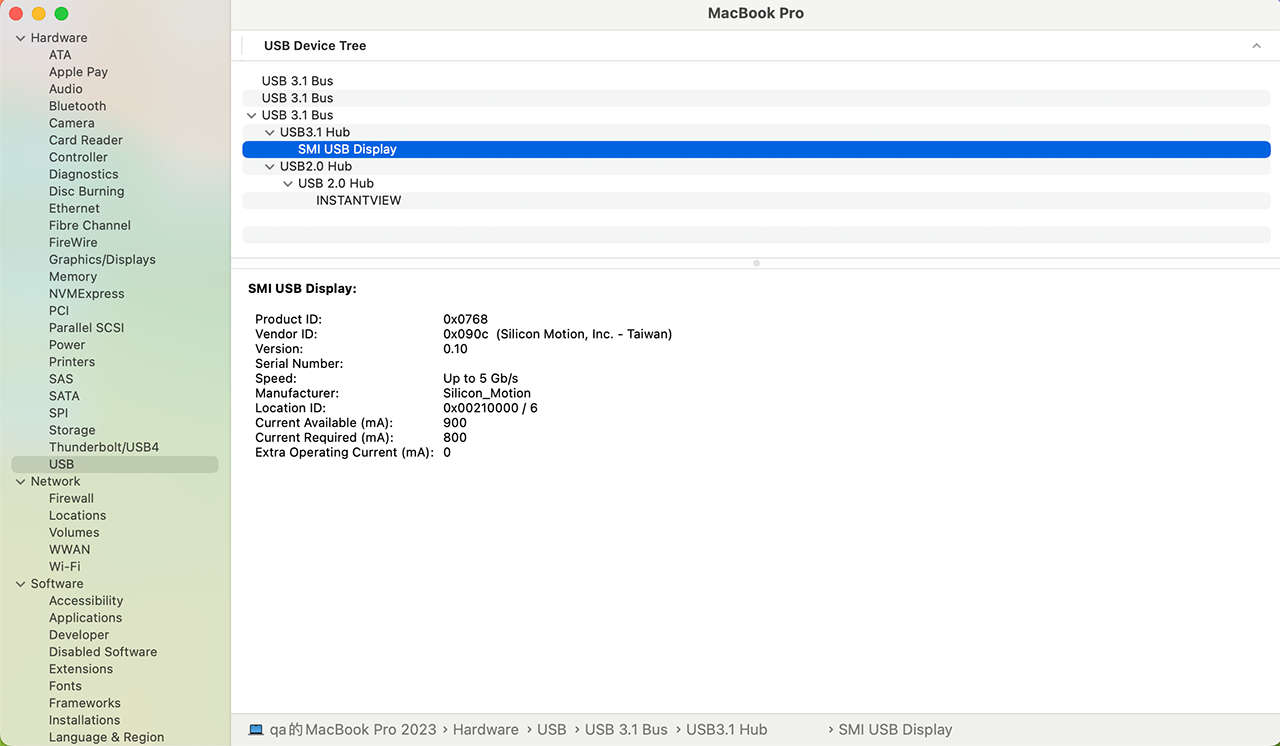 MacBook Pro
Hardware
ATA
Apple Pay
Audio
Bluetooth
Camera
Card Reader
Controller
Diagnostics
Disc Burning
Ethernet
Fibre Channel
FireWire
Graphics/Displays
Memory
NVMExpress
PCI
Parallel SCSI
Power
Printers
SAS
SATA
SPI
Storage
Thunderbolt/USB4
USB
Network
Firewall
Locations
Volumes
WWAN
Wi-Fi
Software
Accessibility
Applications
Developer
Disabled Software
Extensions
Fonts
Frameworks
Installations
Language & Region
USB Device Tree
USB 3.1 Bus
USB 3.1 Bus
USB 3.1 Bus
USB3.1 Hub
SMI USB Display
USB2.0 Hub
USB 2.0 Hub
INSTANTVIEW
SMI USB Display:
Product ID: 0x0768
Vendor ID: 0x090c (Silicon Motion, Inc. - Taiwan)
Version: 0.10
Serial Number:
Speed: Up to 5 Gb/s
Manufacturer: Silicon_Motion
Location ID: 0x00210000 / 6
Current Available (mA): 900
Current Required (mA): 800
Extra Operating Current (mA): 0
qa的MacBook Pro 2023 › Hardware › USB › USB 3.1 Bus › USB3.1 Hub › SMI USB Display